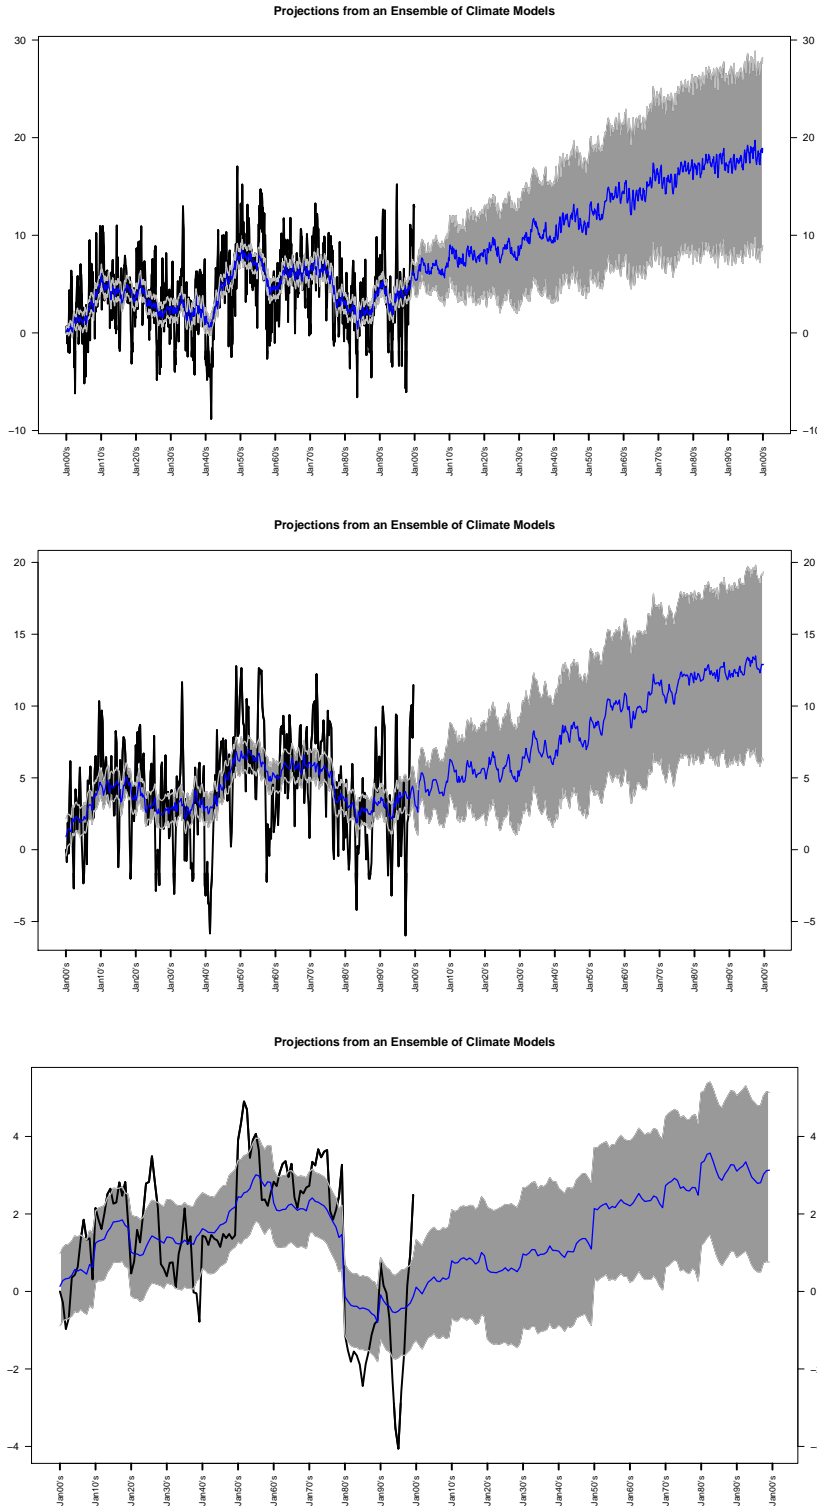 Projections from an Ensemble of Climate Models
30 30
20 20
10 10
0 0
−10 −10
Jan00's Jan10's Jan20's Jan30's Jan40's Jan50's Jan60's Jan70's Jan80's Jan90's Jan00's Jan10's Jan20's Jan30's Jan40's Jan50's Jan60's Jan70's Jan80's Jan90's Jan00's
Projections from an Ensemble of Climate Models
20 20
15 15
10 10
5 5
0 0
−5 −5
Jan00's Jan10's Jan20's Jan30's Jan40's Jan50's Jan60's Jan70's Jan80's Jan90's Jan00's Jan10's Jan20's Jan30's Jan40's Jan50's Jan60's Jan70's Jan80's Jan90's Jan00's
Projections from an Ensemble of Climate Models
4 4
2 2
0 0
−2 −2
−4 −
Jan00's Jan10's Jan20's Jan30's Jan40's Jan50's Jan60's Jan70's Jan80's Jan90's Jan00's Jan10's Jan20's Jan30's Jan40's Jan50's Jan60's Jan70's Jan80's Jan90's Jan00's